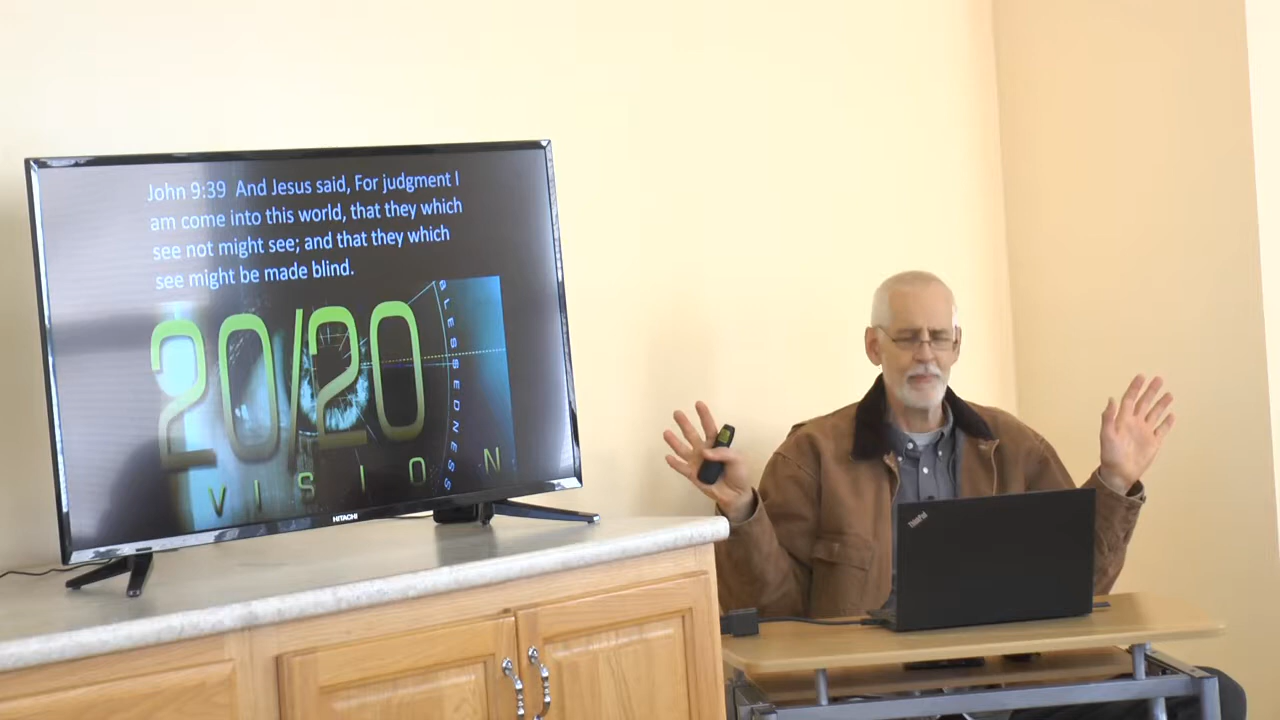 John 9:39 And Jesus said, For judgment I
am come into this world, that they which
see not might see; and that they which
see might be made blind.
20/20
BLESSEDNESS
VISION
HITACHI
ThinkPad